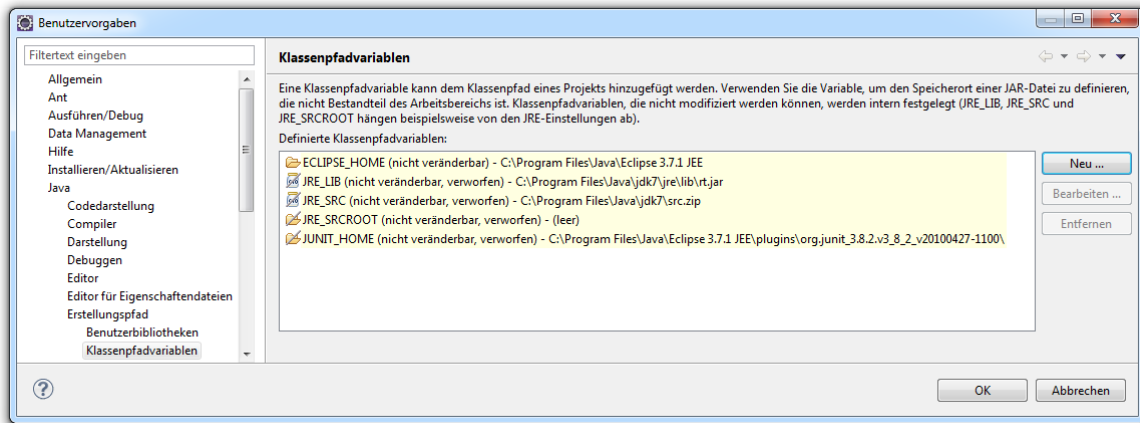 Benutzervorgaben
Filtertext eingeben
Allgemein
Ant
Ausführen/Debug
Data Management
Hilfe
Installieren/Aktualisieren
Java
Codedarstellung
Compiler
Darstellung
Debuggen
Editor
Editor für Eigenschaftendateien
Erstellungspfad
Benutzerbibliotheken
Klassenpfadvariablen
Klassenpfadvariablen
Eine Klassenpfadvariable kann dem Klassenpfad eines Projekts hinzugefügt werden. Verwenden Sie die Variable, um den Speicherort einer JAR-Datei zu definieren,
die nicht Bestandteil des Arbeitsbereichs ist. Klassenpfadvariablen, die nicht modifiziert werden können, werden intern festgelegt (JRE_LIB, JRE_SRC und
JRE_SRCROOT hängen beispielsweise von den JRE-Einstellungen ab).
Definierte Klassenpfadvariablen:
ECLIPSE_HOME (nicht veränderbar) - C:\Program Files\Java\Eclipse 3.7.1 JEE
JRE_LIB (nicht veränderbar, verworfen) - C:\Program Files\Java\jdk7\jre\lib\rt.jar
JRE_SRC (nicht veränderbar, verworfen) - C:\Program Files\Java\jdk7\src.zip
JRE_SRCROOT (nicht veränderbar, verworfen) - (leer)
JUNIT_HOME (nicht veränderbar, verworfen) - C:\Program Files\Java\Eclipse 3.7.1 JEE\plugins\org.junit_3.8.2.v3_8_2_v20100427-1100\
Neu ...
Bearbeiten ...
Entfernen
OK
Abbrechen